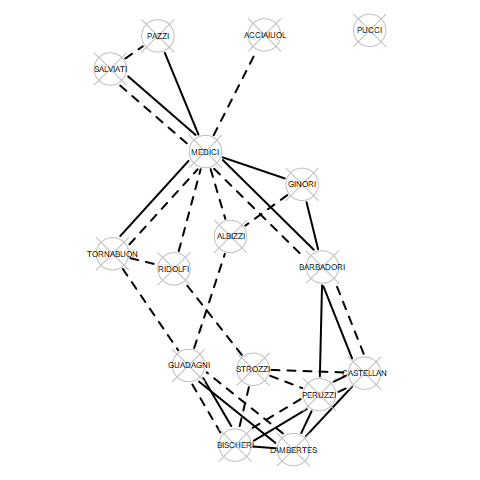 PUCCI
ACCIAIUOL
PAZZI
SALVIATI
MEDICI
GINORI
ALBIZZI
TORNABUON
RIDOLFI
BARBADORI
GUADAGNI
STROZZI
CASTELLAN
PERUZZI
BISCHERI
LAMBERTES